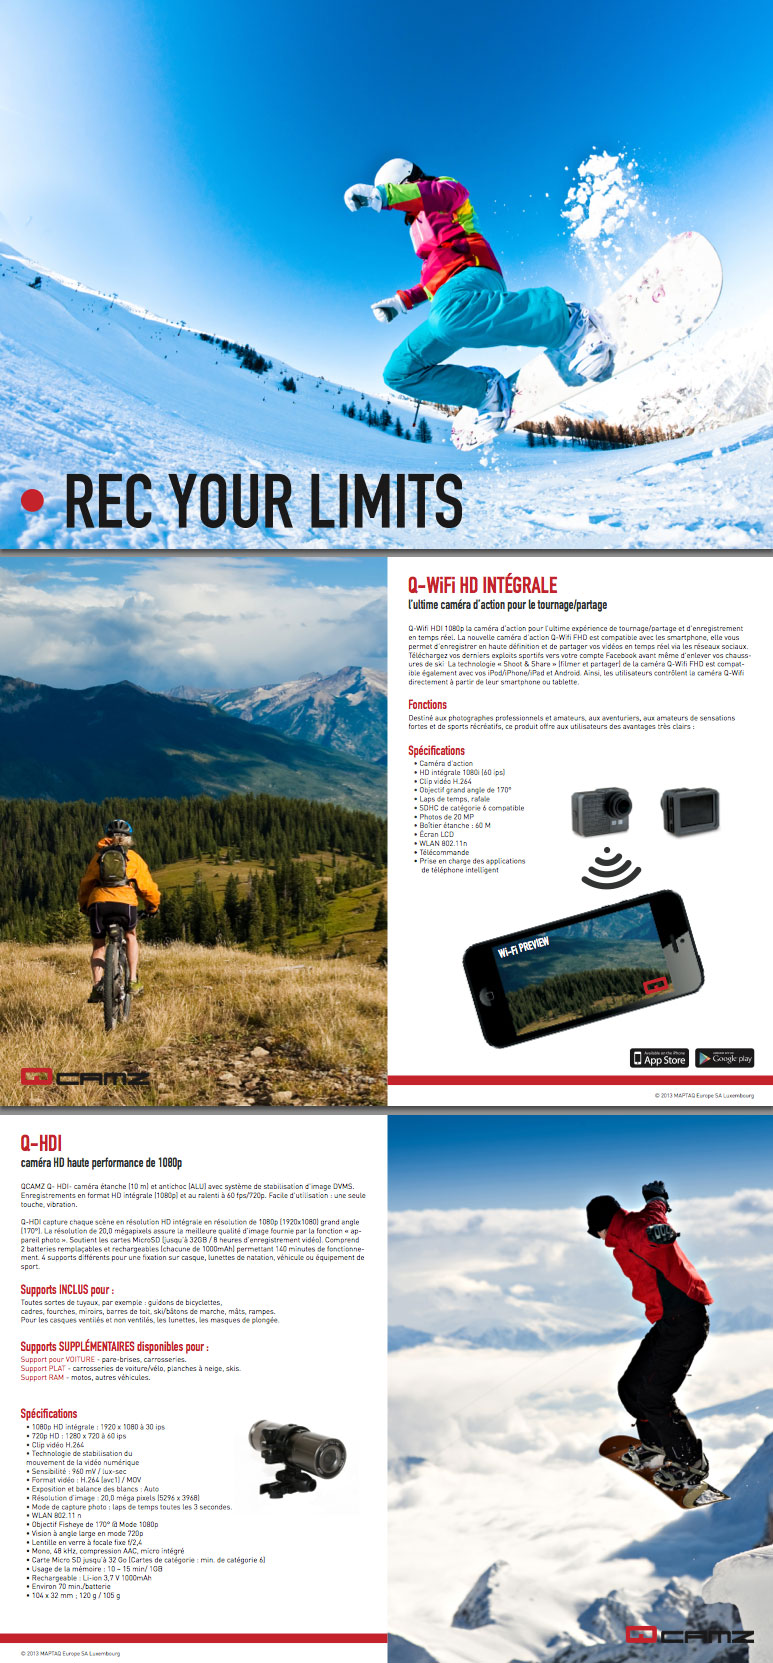 REC YOUR LIMITS
Q-WiFi HD INTÉGRALE
l'ultime caméra d'action pour le tournage/partage
Q-Wifi HDI 1080p la caméra d'action pour l'ultime expérience de tournage/partage et d'enregistrement
en temps réel. La nouvelle caméra d'action Q-Wifi FHD est compatible avec les smartphone, elle vous
permet d'enregistrer en haute définition et de partager vos vidéos en temps réel via les réseaux sociaux.
Téléchargez vos derniers exploits sportifs vers votre compte Facebook avant même d'enlever vos chauss-
ures de ski La technologie « Shoot & Share » (filmer et partager) de la caméra Q-Wifi FHD est compat-
ible également avec vos iPod/iPhone/iPad et Android. Ainsi, les utilisateurs contrôlent la caméra Q-Wifi
directement à partir de leur smartphone ou tablette.
Fonctions
Destiné aux photographes professionnels et amateurs, aux aventuriers, aux amateurs de sensations
fortes et de sports récréatifs, ce produit offre aux utilisateurs des avantages très clairs :
Spécifications
• Caméra d'action
• HD intégrale 1080i (60 ips)
• Clip vidéo H.264
• Objectif grand angle de 170°
• Laps de temps, rafale
• SDHC de catégorie 6 compatible
• Photos de 20 MP
• Boîtier étanche : 60 M
• Écran LCD
• WLAN 802.11n
• Télécommande
• Prise en charge des applications
de téléphone intelligent
Wi-Fi PREVIEW
Available on the iPhone
App Store
Google play
QCAMZ
© 2013 MAPTAQ Europe SA Luxembourg
Q-HDI
caméra HD haute performance de 1080p
QCAMZ Q- HDI- caméra étanche (10 m) et antichoc (ALU) avec système de stabilisation d'image DVMS.
Enregistrements en format HD intégrale (1080p) et au ralenti à 60 fps/720p. Facile d'utilisation : une seule
touche, vibration.
Q-HDI capture chaque scène en résolution HD intégrale en résolution de 1080p (1920x1080) grand angle
(170°). La résolution de 20,0 mégapixels assure la meilleure qualité d'image fournie par la fonction « ap-
pareil photo ». Soutient les cartes MicroSD (jusqu'à 32GB / 8 heures d'enregistrement vidéo). Comprend
2 batteries remplaçables et rechargeables (chacune de 1000mAh) permettant 140 minutes de fonctionne-
ment. 4 supports différents pour une fixation sur casque, lunettes de natation, véhicule ou équipement de
sport.
Supports INCLUS pour :
Toutes sortes de tuyaux, par exemple : guidons de bicyclettes,
cadres, fourches, miroirs, barres de toit, ski/bâtons de marche, mâts, rampes.
Pour les casques ventilés et non ventilés, les lunettes, les masques de plongée.
Supports SUPPLÉMENTAIRES disponibles pour :
Support pour VOITURE - pare-brises, carrosseries.
Support PLAT - carrosseries de voiture/vélo, planches à neige, skis.
Support RAM - motos, autres véhicules.
Spécifications
• 1080p HD intégrale : 1920 x 1080 à 30 ips
• 720p HD : 1280 x 720 à 60 ips
• Clip vidéo H.264
• Technologie de stabilisation du
mouvement de la vidéo numérique
• Sensibilité : 960 mV / lux-sec
• Format vidéo : H.264 (avc1) / MOV
• Exposition et balance des blancs : Auto
• Résolution d'image : 20,0 méga pixels (5296 x 3968)
• Mode de capture photo : laps de temps toutes les 3 secondes.
• WLAN 802.11 n
• Objectif Fisheye de 170° @ Mode 1080p
• Vision à angle large en mode 720p
• Lentille en verre à focale fixe f/2,4
• Mono, 48 kHz, compression AAC, micro intégré
• Carte Micro SD jusqu'à 32 Go (Cartes de catégorie : min. de catégorie 6)
• Usage de la mémoire : 10 – 15 min/ 1GB
• Rechargeable : Li-ion 3,7 V 1000mAh
• Environ 70 min./batterie
• 104 x 32 mm ; 120 g / 105 g
QCAMZ
© 2013 MAPTAQ Europe SA Luxembourg